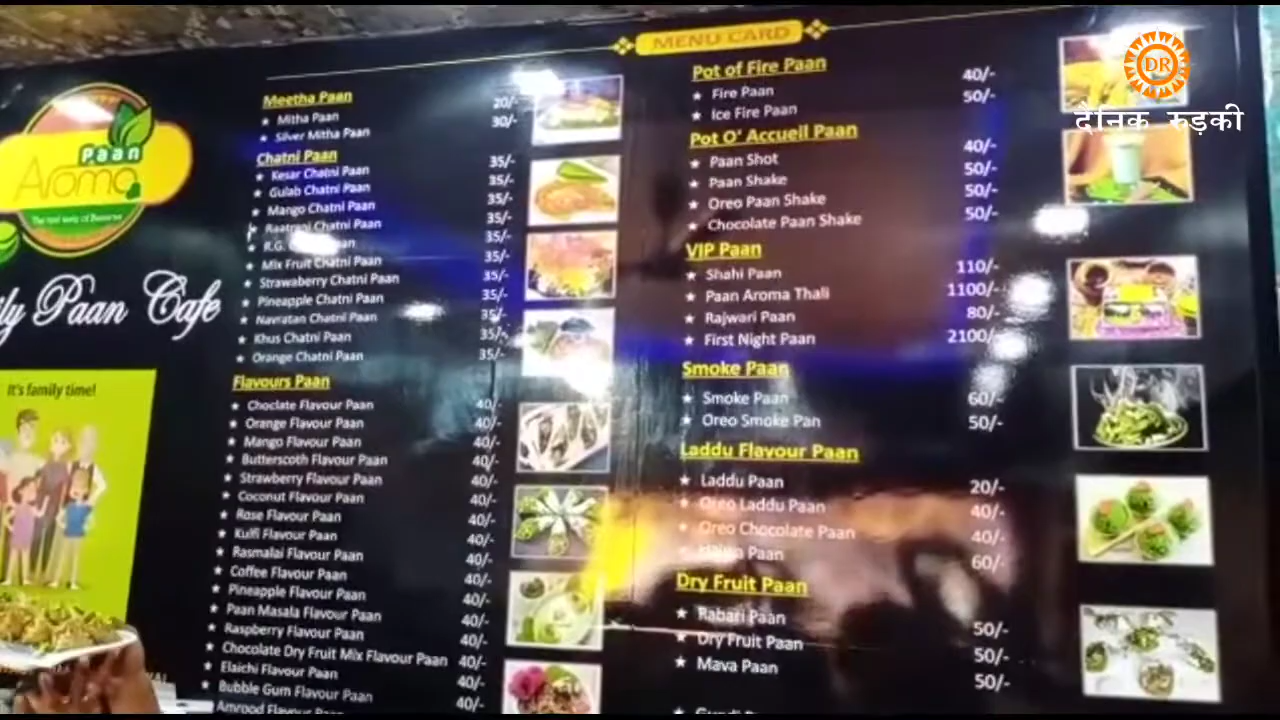 MENU CARD
Paan
Aroma
ily Paan Cafe
It's family time!
Meetha Paan
★ Mitha Paan 20/-
★ Silver Mitha Paan 30/-
Chatni Paan
★ Kesar Chatni Paan 35/-
★ Gulab Chatni Paan 35/-
★ Mango Chatni Paan 35/-
★ Raatrani Chatni Paan 35/-
★ R.G. Paan 35/-
★ Mix Fruit Chatni Paan 35/-
★ Strawaberry Chatni Paan 35/-
★ Pineapple Chatni Paan 35/-
★ Navratan Chatni Paan 35/-
★ Khus Chatni Paan 35/-
★ Orange Chatni Paan 35/-
Flavours Paan
★ Choclate Flavour Paan 40/-
★ Orange Flavour Paan 40/-
★ Mango Flavour Paan 40/-
★ Butterscoth Flavour Paan 40/-
★ Strawberry Flavour Paan 40/-
★ Coconut Flavour Paan 40/-
★ Rose Flavour Paan 40/-
★ Kulfi Flavour Paan 40/-
★ Rasmalai Flavour Paan 40/-
★ Coffee Flavour Paan 40/-
★ Pineapple Flavour Paan 40/-
★ Paan Masala Flavour Paan 40/-
★ Raspberry Flavour Paan 40/-
★ Chocolate Dry Fruit Mix Flavour Paan 40/-
★ Elaichi Flavour Paan 40/-
★ Bubble Gum Flavour Paan 40/-
Amrood Flavour Paan
Pot of Fire Paan
★ Fire Paan 40/-
★ Ice Fire Paan 50/-
Pot O' Accueil Paan
★ Paan Shot 40/-
★ Paan Shake 50/-
★ Oreo Paan Shake 50/-
★ Chocolate Paan Shake 50/-
VIP Paan
★ Shahi Paan 110/-
★ Paan Aroma Thali 1100/-
★ Rajwari Paan 80/-
★ First Night Paan 2100/-
Smoke Paan
★ Smoke Paan 60/-
★ Oreo Smoke Pan 50/-
Laddu Flavour Paan
★ Laddu Paan 20/-
★ Oreo Laddu Paan 40/-
★ Oreo Chocolate Paan 40/-
★ Paan 60/-
Dry Fruit Paan
★ Rabari Paan 50/-
★ Dry Fruit Paan 50/-
★ Mava Paan 50/-
DR
दैनिक रुड़की